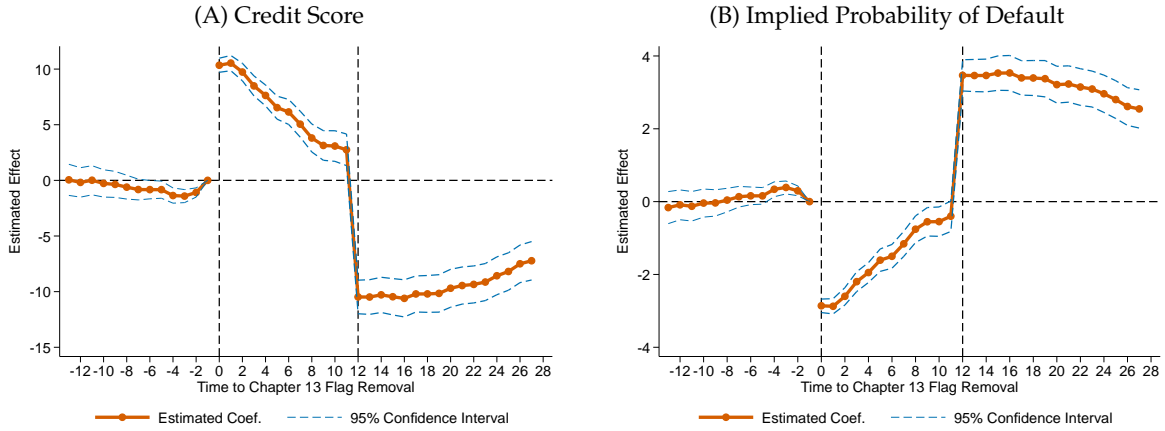 (A) Credit Score
10
5
0
-5
-10
-15
Estimated Effect
-12 -10 -8 -6 -4 -2 0 2 4 6 8 10 12 14 16 18 20 22 24 26 28
Time to Chapter 13 Flag Removal
Estimated Coef. 95% Confidence Interval
(B) Implied Probability of Default
4
2
0
-2
-4
Estimated Effect
-12 -10 -8 -6 -4 -2 0 2 4 6 8 10 12 14 16 18 20 22 24 26 28
Time to Chapter 13 Flag Removal
Estimated Coef. 95% Confidence Interval